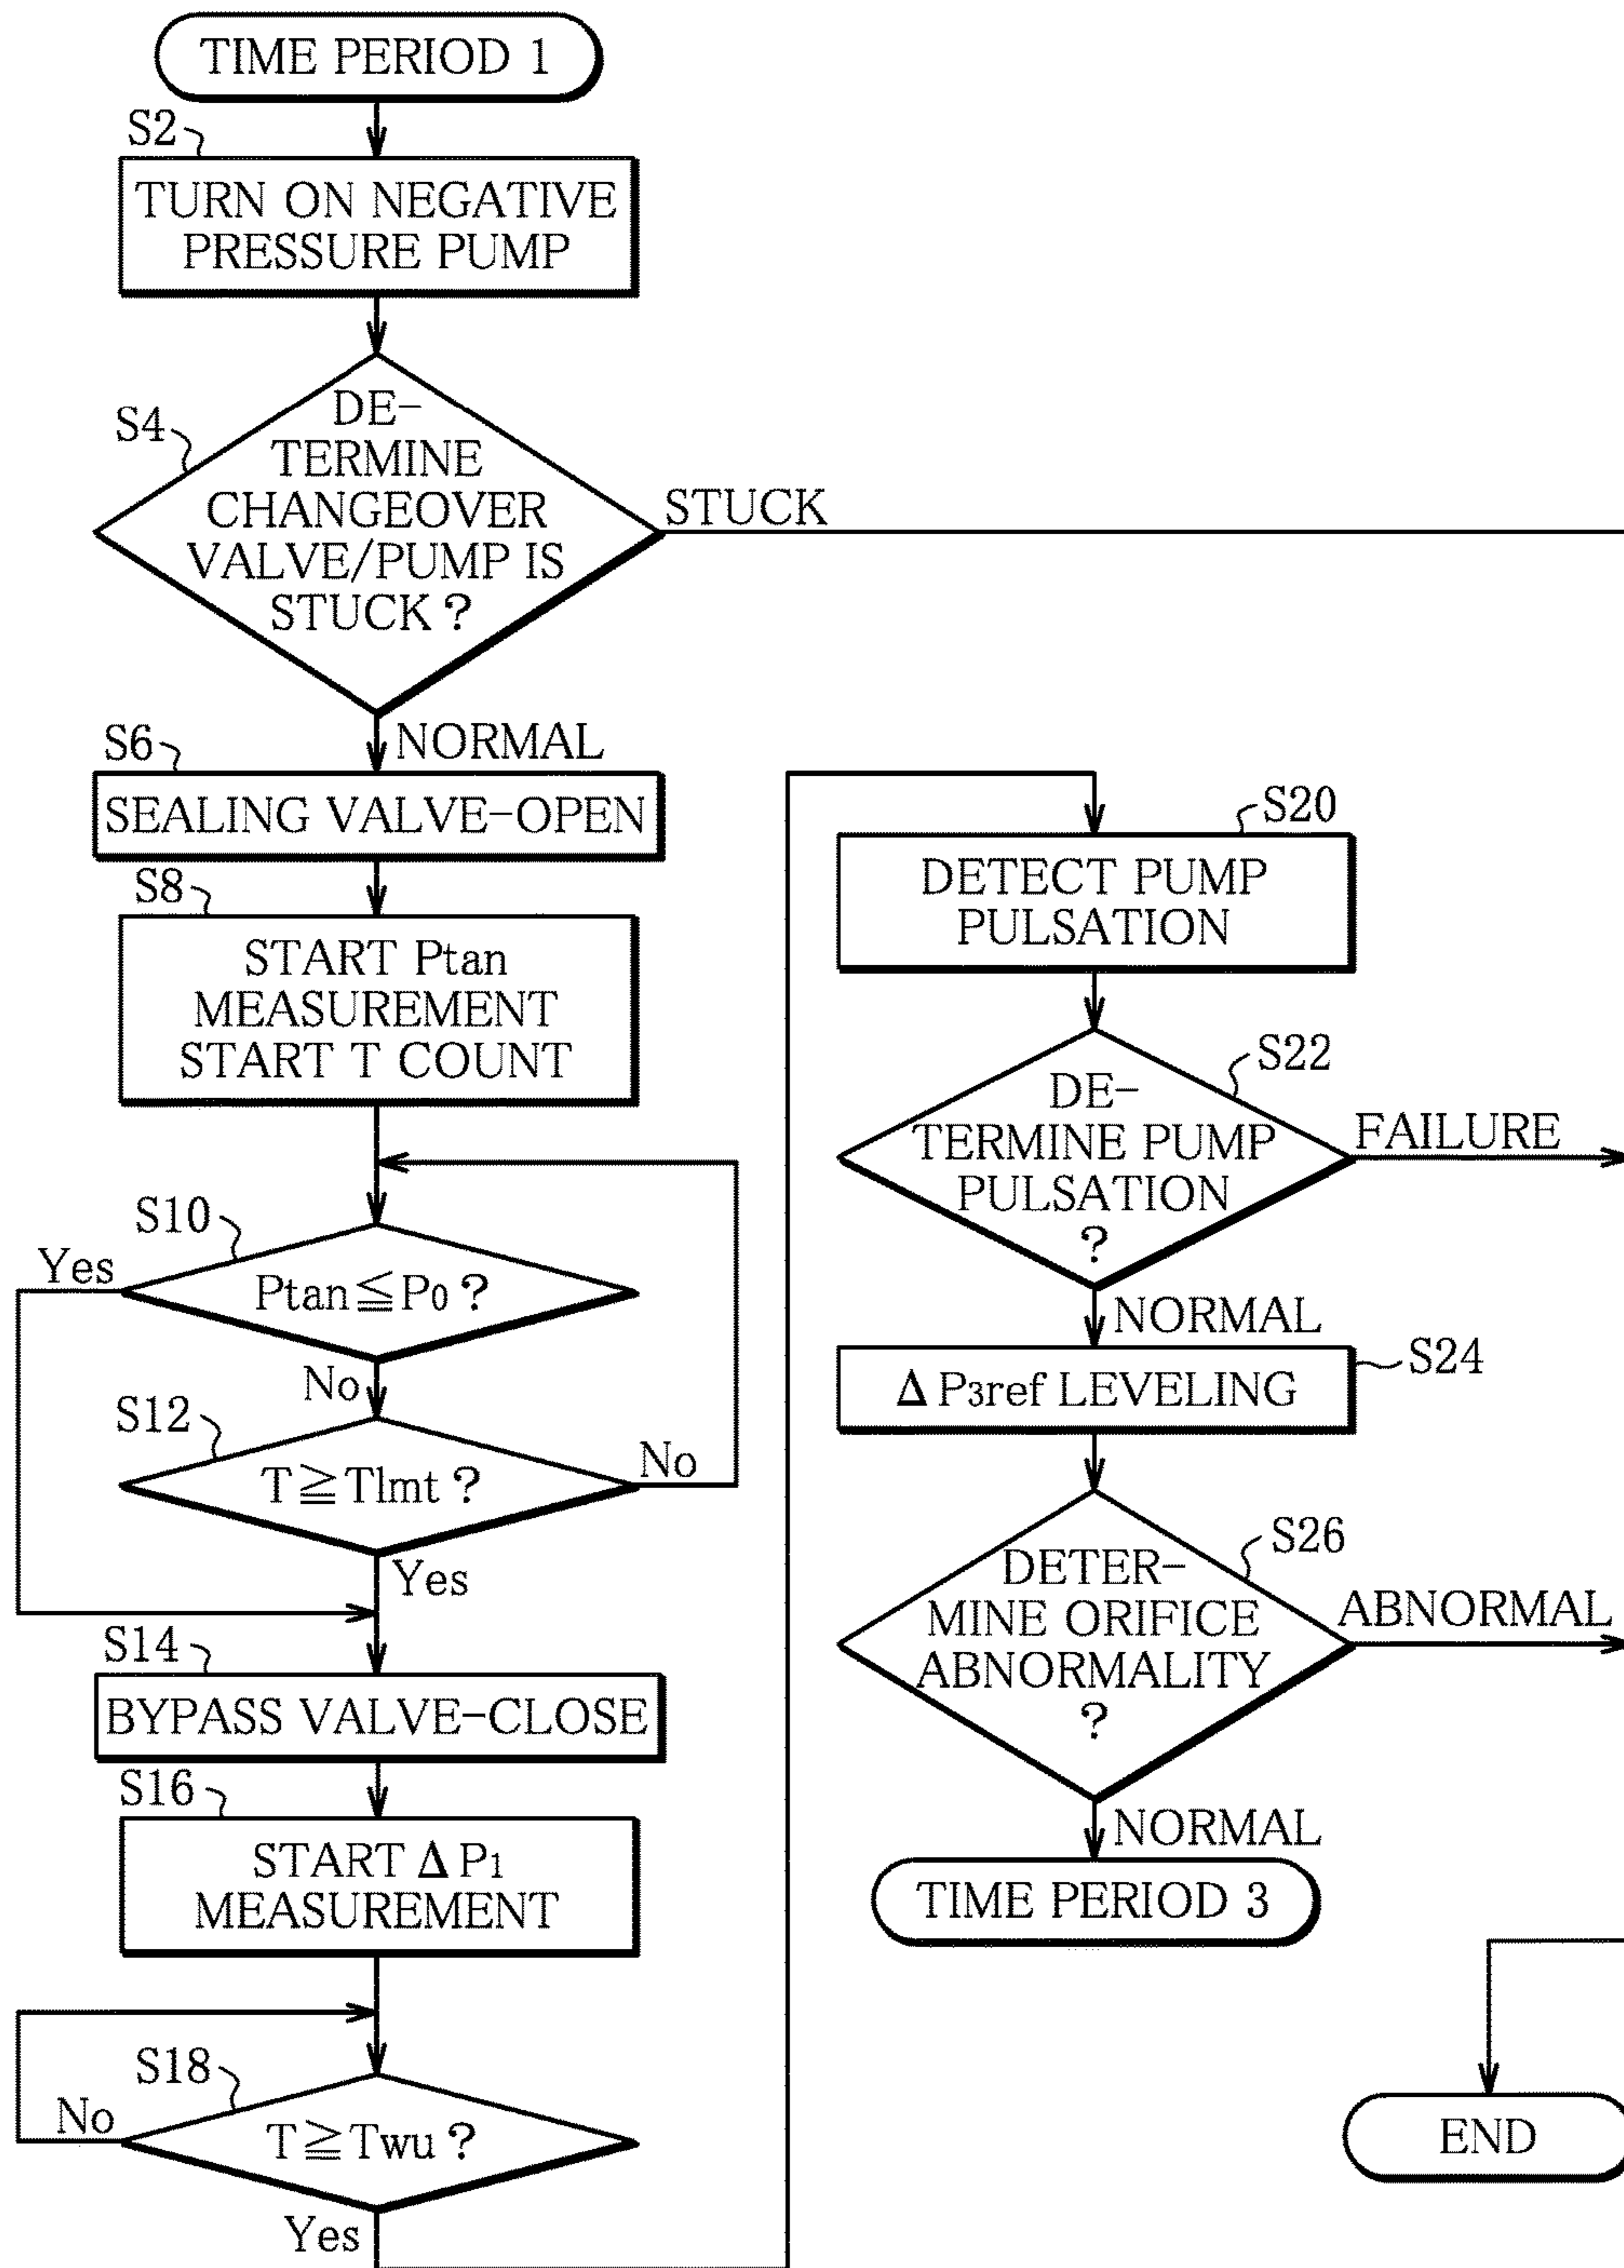 TIME PERIOD 1
S2
TURN ON NEGATIVE
PRESSURE PUMP
S4
DE-
TERMINE
CHANGEOVER
VALVE/PUMP IS
STUCK ?
STUCK
NORMAL
S6
SEALING VALVE-OPEN
S8
START Ptan
MEASUREMENT
START T COUNT
S10
Yes
Ptan≦P0 ?
No
S12
T≧Tlmt ?
No
Yes
S14
BYPASS VALVE-CLOSE
S16
START Δ P1
MEASUREMENT
S18
No
T≧Twu ?
Yes
S20
DETECT PUMP
PULSATION
S22
DE-
TERMINE PUMP
PULSATION
?
FAILURE
NORMAL
S24
Δ P3ref LEVELING
S26
DETER-
MINE ORIFICE
ABNORMALITY
?
ABNORMAL
NORMAL
TIME PERIOD 3
END